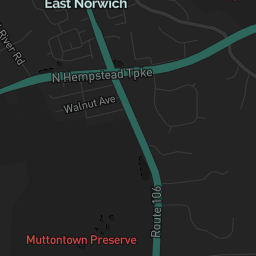 East Norwich
River Rd
N Hempstead Tpke
Walnut Ave
Route 106
Muttontown Preserve